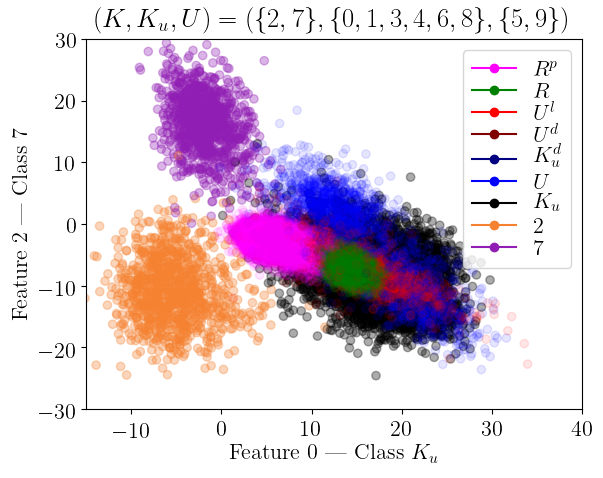 (K, K_u, U) = ({2, 7}, {0, 1, 3, 4, 6, 8}, {5, 9})
30
20
10
0
−10
−20
−30
Feature 2 — Class 7
R^p
R
U^l
U^d
K_u^d
U
K_u
2
7
−10
0
10
20
30
40
Feature 0 — Class K_u